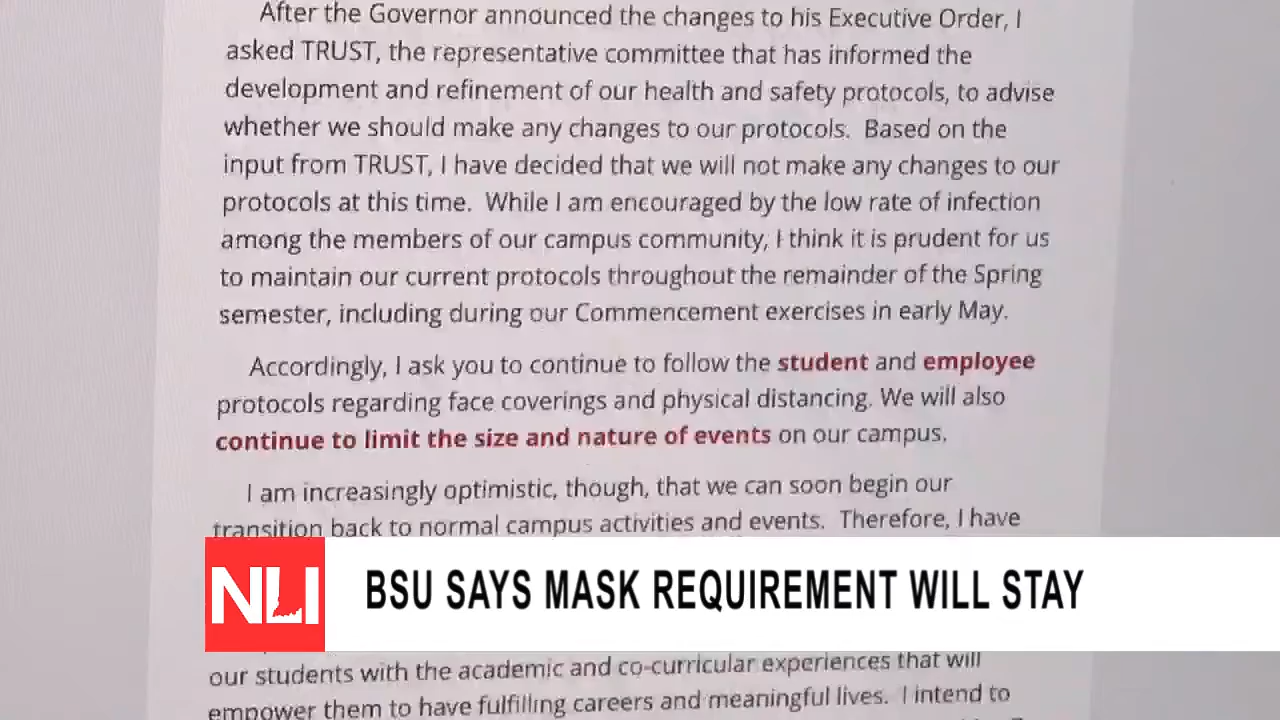 After the Governor announced the changes to his Executive Order, I
asked TRUST, the representative committee that has informed the
development and refinement of our health and safety protocols, to advise
whether we should make any changes to our protocols. Based on the
input from TRUST, I have decided that we will not make any changes to our
protocols at this time. While I am encouraged by the low rate of infection
among the members of our campus community, I think it is prudent for us
to maintain our current protocols throughout the remainder of the Spring
semester, including during our Commencement exercises in early May.
Accordingly, I ask you to continue to follow the student and employee
protocols regarding face coverings and physical distancing. We will also
continue to limit the size and nature of events on our campus.
I am increasingly optimistic, though, that we can soon begin our
transition back to normal campus activities and events. Therefore, I have
NLI
BSU SAYS MASK REQUIREMENT WILL STAY
our students with the academic and co-curricular experiences that will
empower them to have fulfilling careers and meaningful lives. I intend to